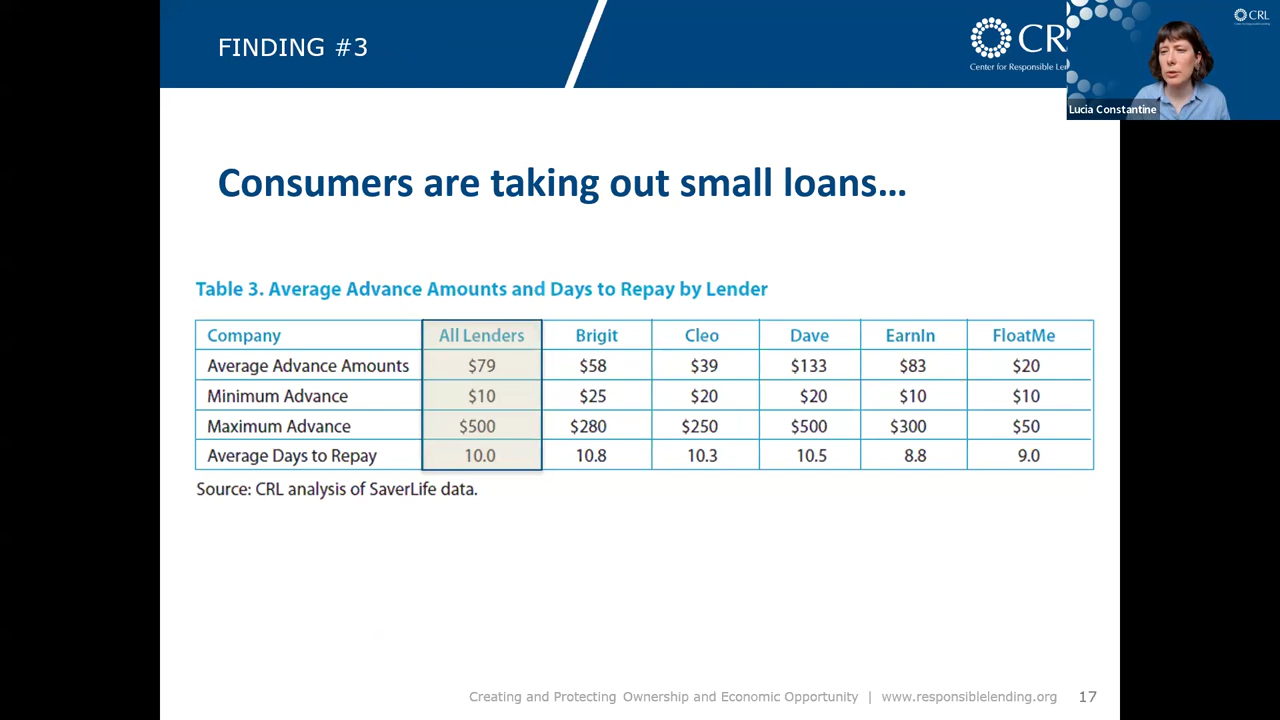 FINDING #3
CR
Center for Responsible Le
CRL
Lucia Constantine
Consumers are taking out small loans…
Table 3. Average Advance Amounts and Days to Repay by Lender
Company All Lenders Brigit Cleo Dave EarnIn FloatMe
Average Advance Amounts $79 $58 $39 $133 $83 $20
Minimum Advance $10 $25 $20 $20 $10 $10
Maximum Advance $500 $280 $250 $500 $300 $50
Average Days to Repay 10.0 10.8 10.3 10.5 8.8 9.0
Source: CRL analysis of SaverLife data.
Creating and Protecting Ownership and Economic Opportunity | www.responsiblelending.org 17